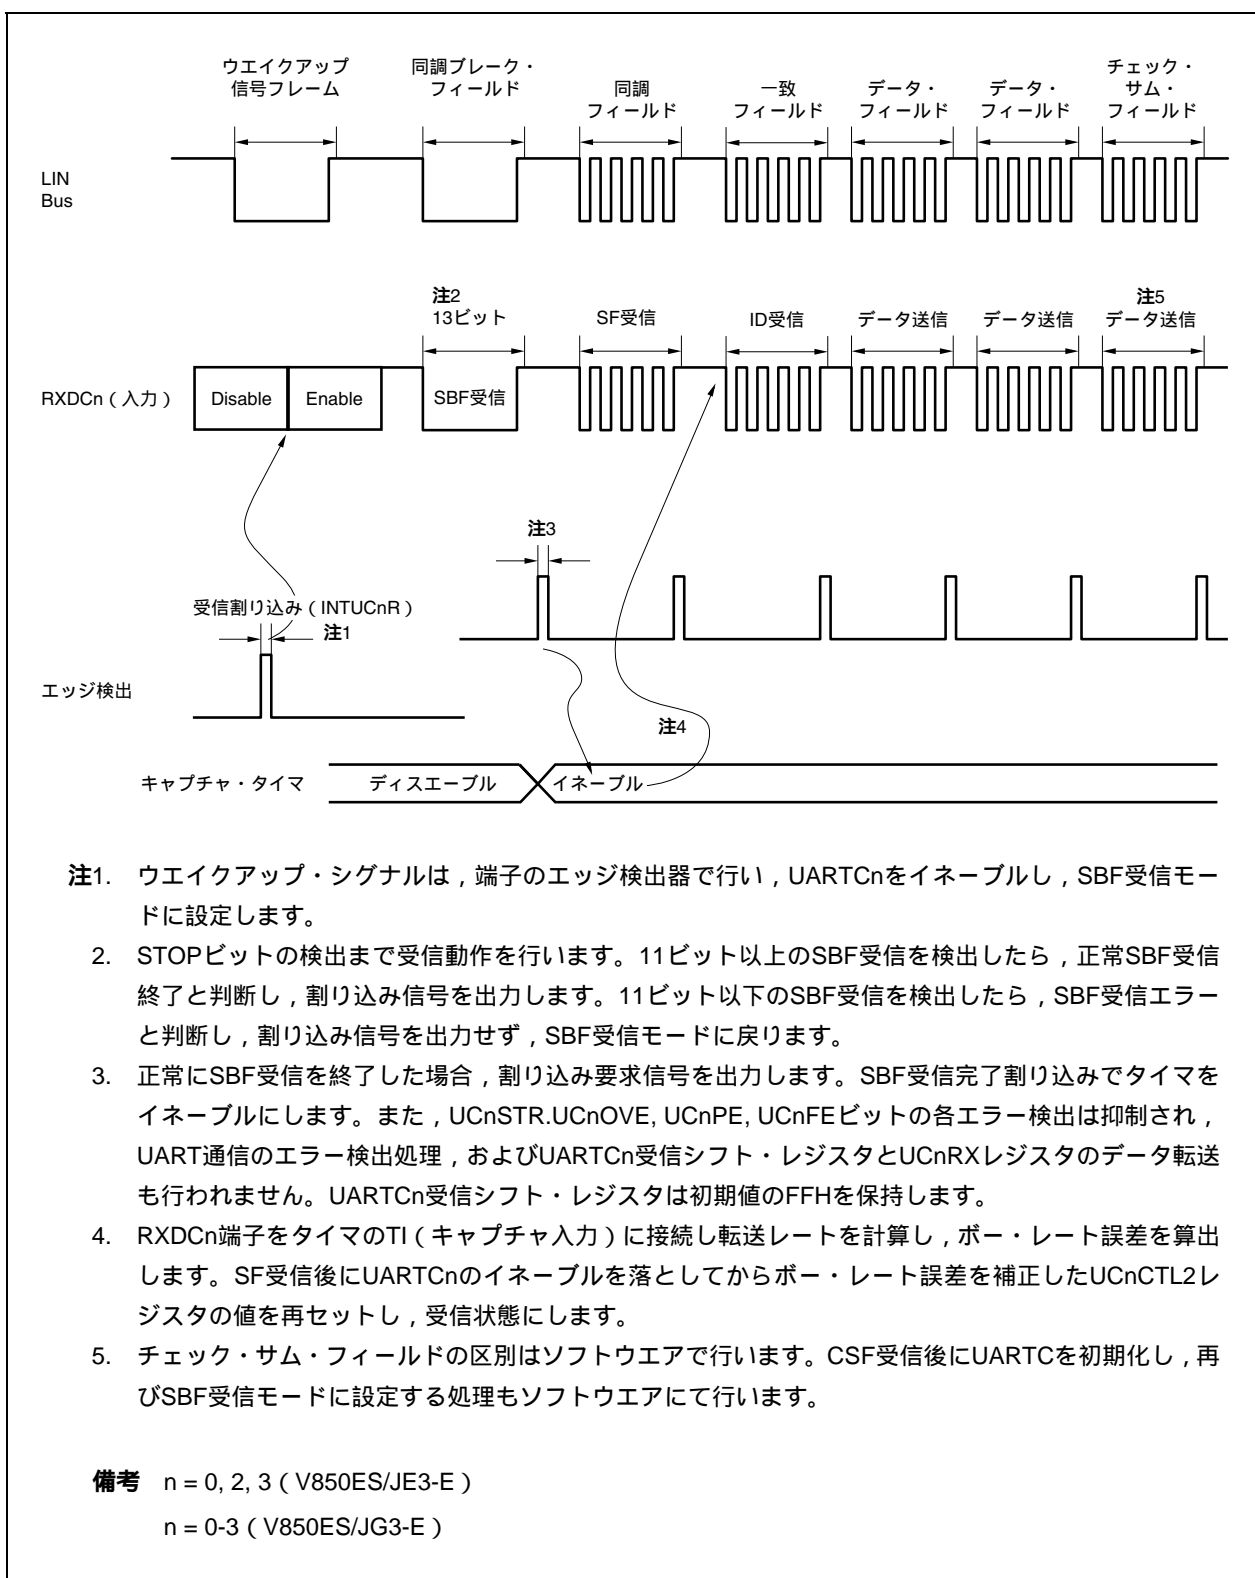 ウエイクアップ
信号フレーム
同調ブレーク・
フィールド
同調
フィールド
一致
フィールド
データ・
フィールド
データ・
フィールド
チェック・
サム・
フィールド
LIN
Bus
注2
13ビット
SF受信
ID受信
データ送信
データ送信
注5
データ送信
RXDCn（入力）
Disable
Enable
SBF受信
注3
受信割り込み（INTUCnR）
注1
エッジ検出
注4
キャプチャ・タイマ
ディスエーブル
イネーブル
注1. ウエイクアップ・シグナルは，端子のエッジ検出器で行い，UARTCnをイネーブルし，SBF受信モー
ドに設定します。
2. STOPビットの検出まで受信動作を行います。11ビット以上のSBF受信を検出したら，正常SBF受信
終了と判断し，割り込み信号を出力します。11ビット以下のSBF受信を検出したら，SBF受信エラー
と判断し，割り込み信号を出力せず，SBF受信モードに戻ります。
3. 正常にSBF受信を終了した場合，割り込み要求信号を出力します。SBF受信完了割り込みでタイマを
イネーブルにします。また，UCnSTR.UCnOVE, UCnPE, UCnFEビットの各エラー検出は抑制され，
UART通信のエラー検出処理，およびUARTCn受信シフト・レジスタとUCnRXレジスタのデータ転送
も行われません。UARTCn受信シフト・レジスタは初期値のFFHを保持します。
4. RXDCn端子をタイマのTI（キャプチャ入力）に接続し転送レートを計算し，ボー・レート誤差を算出
します。SF受信後にUARTCnのイネーブルを落としてからボー・レート誤差を補正したUCnCTL2レ
ジスタの値を再セットし，受信状態にします。
5. チェック・サム・フィールドの区別はソフトウエアで行います。CSF受信後にUARTCを初期化し，再
びSBF受信モードに設定する処理もソフトウエアにて行います。
備考 n = 0, 2, 3（V850ES/JE3-E）
n = 0-3（V850ES/JG3-E）